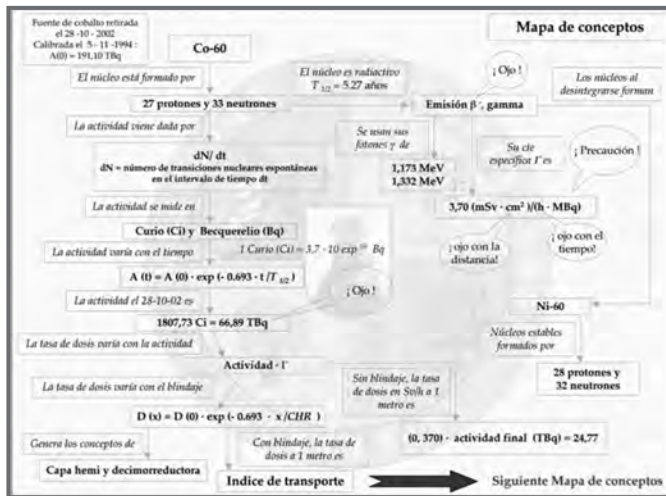 Fuente de cobalto retirada
el 28 -10 - 2002
Calibrada el 5 - 11 -1994 :
A(0) = 191,10 TBq
Co-60
Mapa de conceptos
El núcleo está formado por
El núcleo es radiactivo
T 1/2 = 5.27 años
¡ Ojo !
Los núcleos al
desintegrarse forman
27 protones y 33 neutrones
Emisión β⁻, gamma
La actividad viene dada por
Se usan sus
fotones γ de
Su cte
específica Γ es
¡ Precaución !
dN/ dt
dN = número de transiciones nucleares espontáneas
en el intervalo de tiempo dt
1,173 MeV
1,332 MeV
3,70 (mSv · cm² )/(h · MBq)
La actividad se mide en
Curio (Ci) y Becquerelio (Bq)
¡ojo con la
distancia!
¡ojo con el
tiempo!
La actividad varía con el tiempo
1 Curio (Ci) = 3,7 · 10 exp 10 Bq
A (t) = A (0) · exp (- 0.693 · t /T 1/2 )
¡Ojo !
La actividad el 28-10-02 es
Ni-60
1807,73 Ci = 66,89 TBq
Núcleos estables
formados por
La tasa de dosis varía con la actividad
Actividad · Γ
28 protones y
32 neutrones
La tasa de dosis varía con el blindaje
Sin blindaje, la tasa
de dosis en Sv/h a 1
metro es
D (x) = D (0) · exp (- 0.693 · x /CHR )
(0, 370) · actividad final (TBq) = 24,77
Genera los conceptos de
Con blindaje, la tasa de
dosis a 1 metro es
Capa hemi y decimorreductora
Indice de transporte
Siguiente Mapa de conceptos